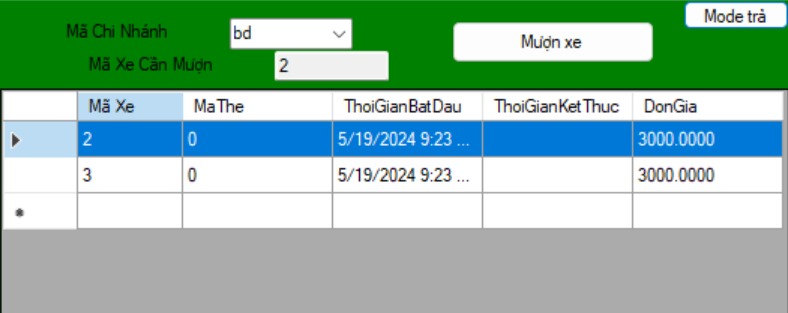 Mode trả
Mã Chi Nhánh bd Mượn xe
Mã Xe Cần Mượn 2
Mã Xe MaThe ThoiGianBatDau ThoiGianKetThuc DonGia
2 0 5/19/2024 9:23 ... 3000.0000
3 0 5/19/2024 9:23 ... 3000.0000